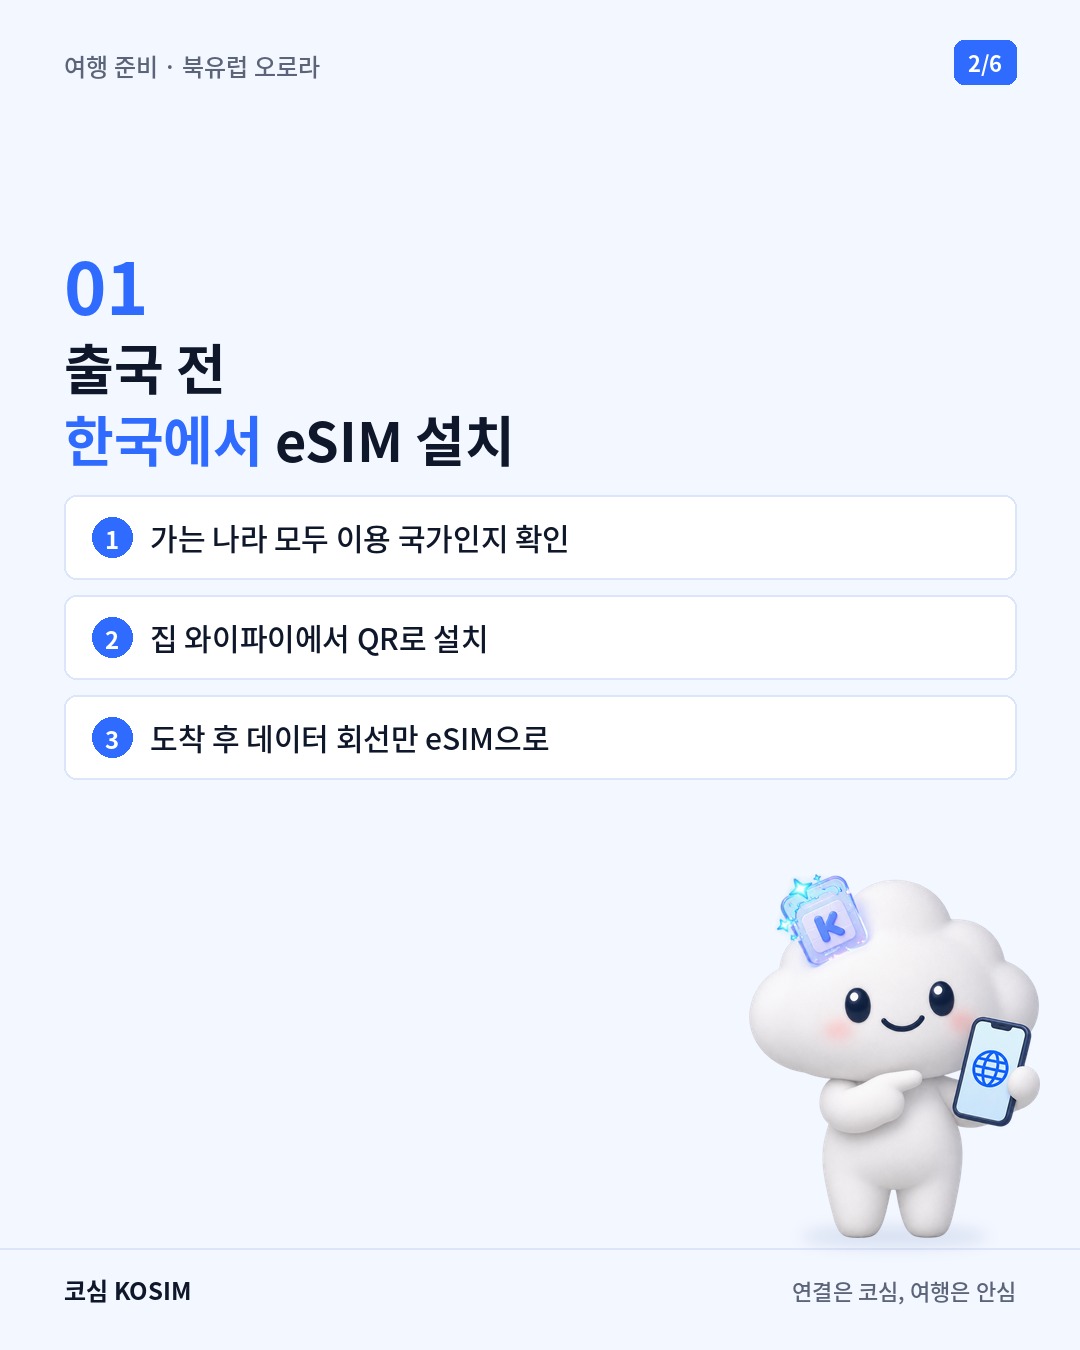 여행 준비 · 북유럽 오로라
2/6
01
출국 전
한국에서 eSIM 설치
1 가는 나라 모두 이용 국가인지 확인
2 집 와이파이에서 QR로 설치
3 도착 후 데이터 회선만 eSIM으로
K
코심 KOSIM
연결은 코심, 여행은 안심